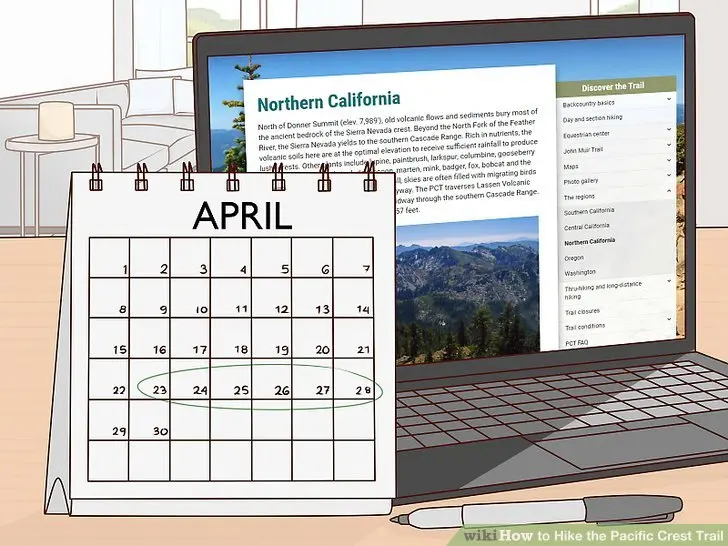 Northern California
North of Donner Summit (elev. 7,989'), old volcanic flows and sediments bury most of
the ancient bedrock of the Sierra Nevada crest. Beyond the North Fork of the Feather
River, the Sierra Nevada yields to the southern Cascade Range. Rich in nutrients, the
volcanic soils here are at the optimal elevation to receive sufficient rainfall to produce
lush forests. Other plants include lupine, paintbrush, larkspur, columbine, gooseberry
marten, mink, badger, fox, bobcat and the
skies are often filled with migrating birds
The PCT traverses Lassen Volcanic
through the southern Cascade Range.
57 feet.
Discover the Trail
Backcountry basics
Day and section hiking
Equestrian center
John Muir Trail
Maps
Photo gallery
The regions
Southern California
Central California
Northern California
Oregon
Washington
Thru-hiking and long-distance
hiking
Trail closures
Trail conditions
PCT FAQ
APRIL
1 2 3 4 5 6 7
8 9 10 11 12 13 14
15 16 17 18 19 20 21
22 23 24 25 26 27 28
29 30
wikiHow to Hike the Pacific Crest Trail